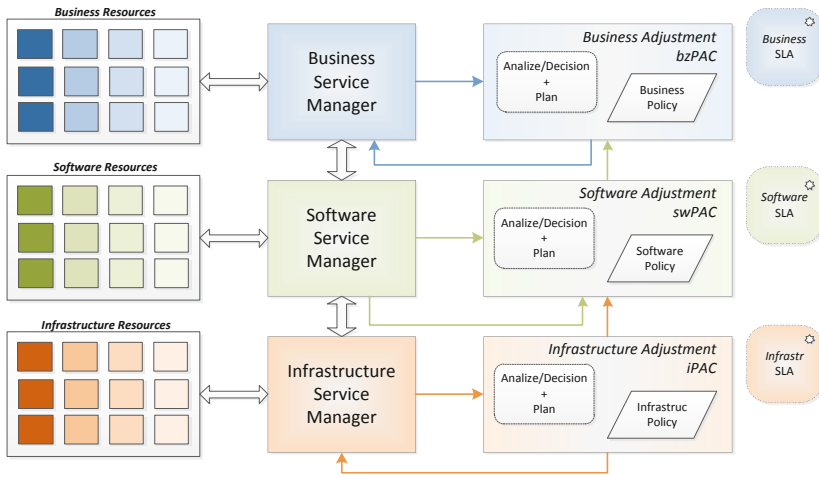 Business Resources
Business
Service
Manager
Business Adjustment
bzPAC
Analize/Decision
+
Plan
Business
Policy
Business
SLA
Software Resources
Software
Service
Manager
Software Adjustment
swPAC
Analize/Decision
+
Plan
Software
Policy
Software
SLA
Infrastructure Resources
Infrastructure
Service
Manager
Infrastructure Adjustment
iPAC
Analize/Decision
+
Plan
Infrastruc
Policy
Infrastr
SLA